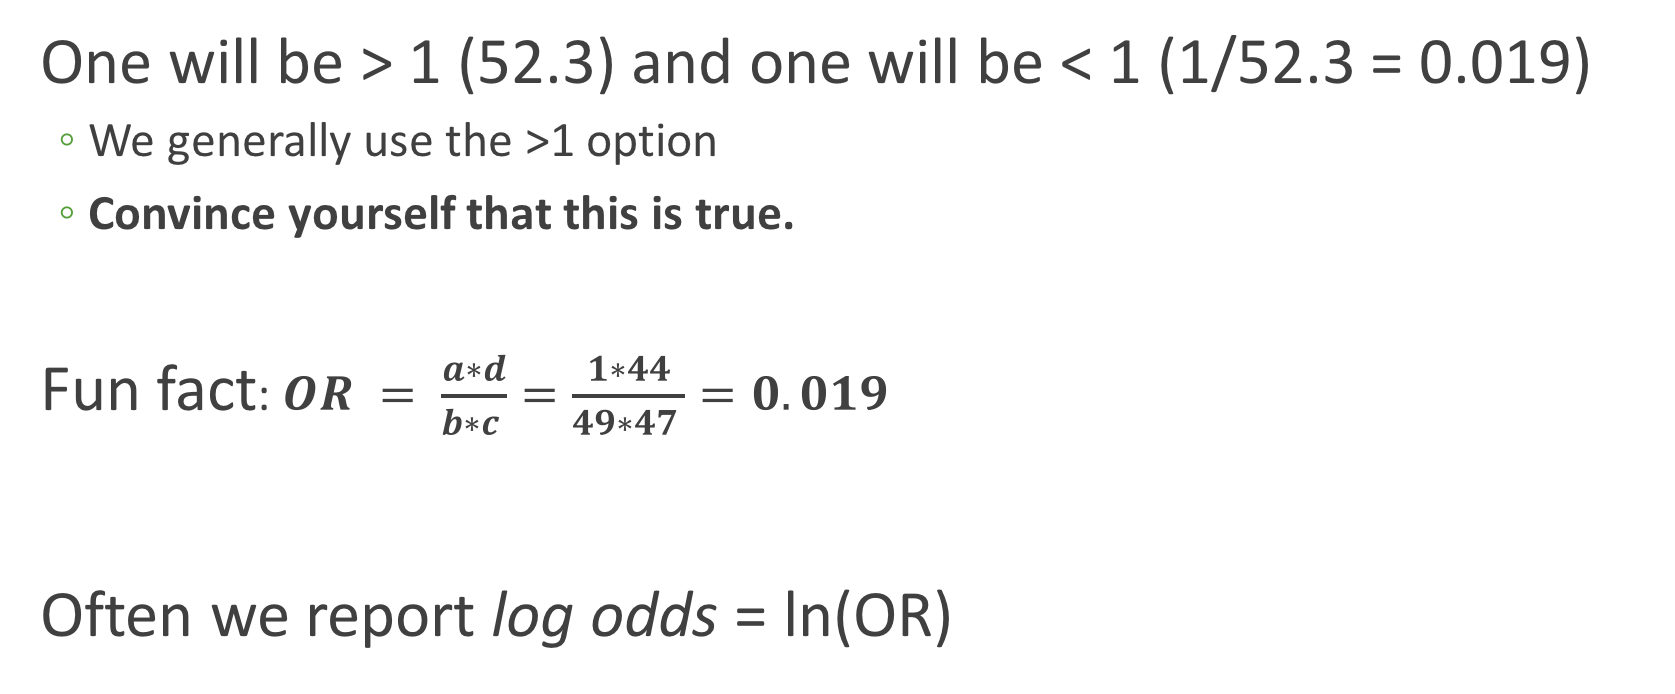 One will be > 1 (52.3) and one will be < 1 (1/52.3 = 0.019)
◦ We generally use the >1 option
◦ Convince yourself that this is true.
Fun fact: OR = a∗d/b∗c = 1∗44/49∗47 = 0.019
Often we report log odds = ln(OR)